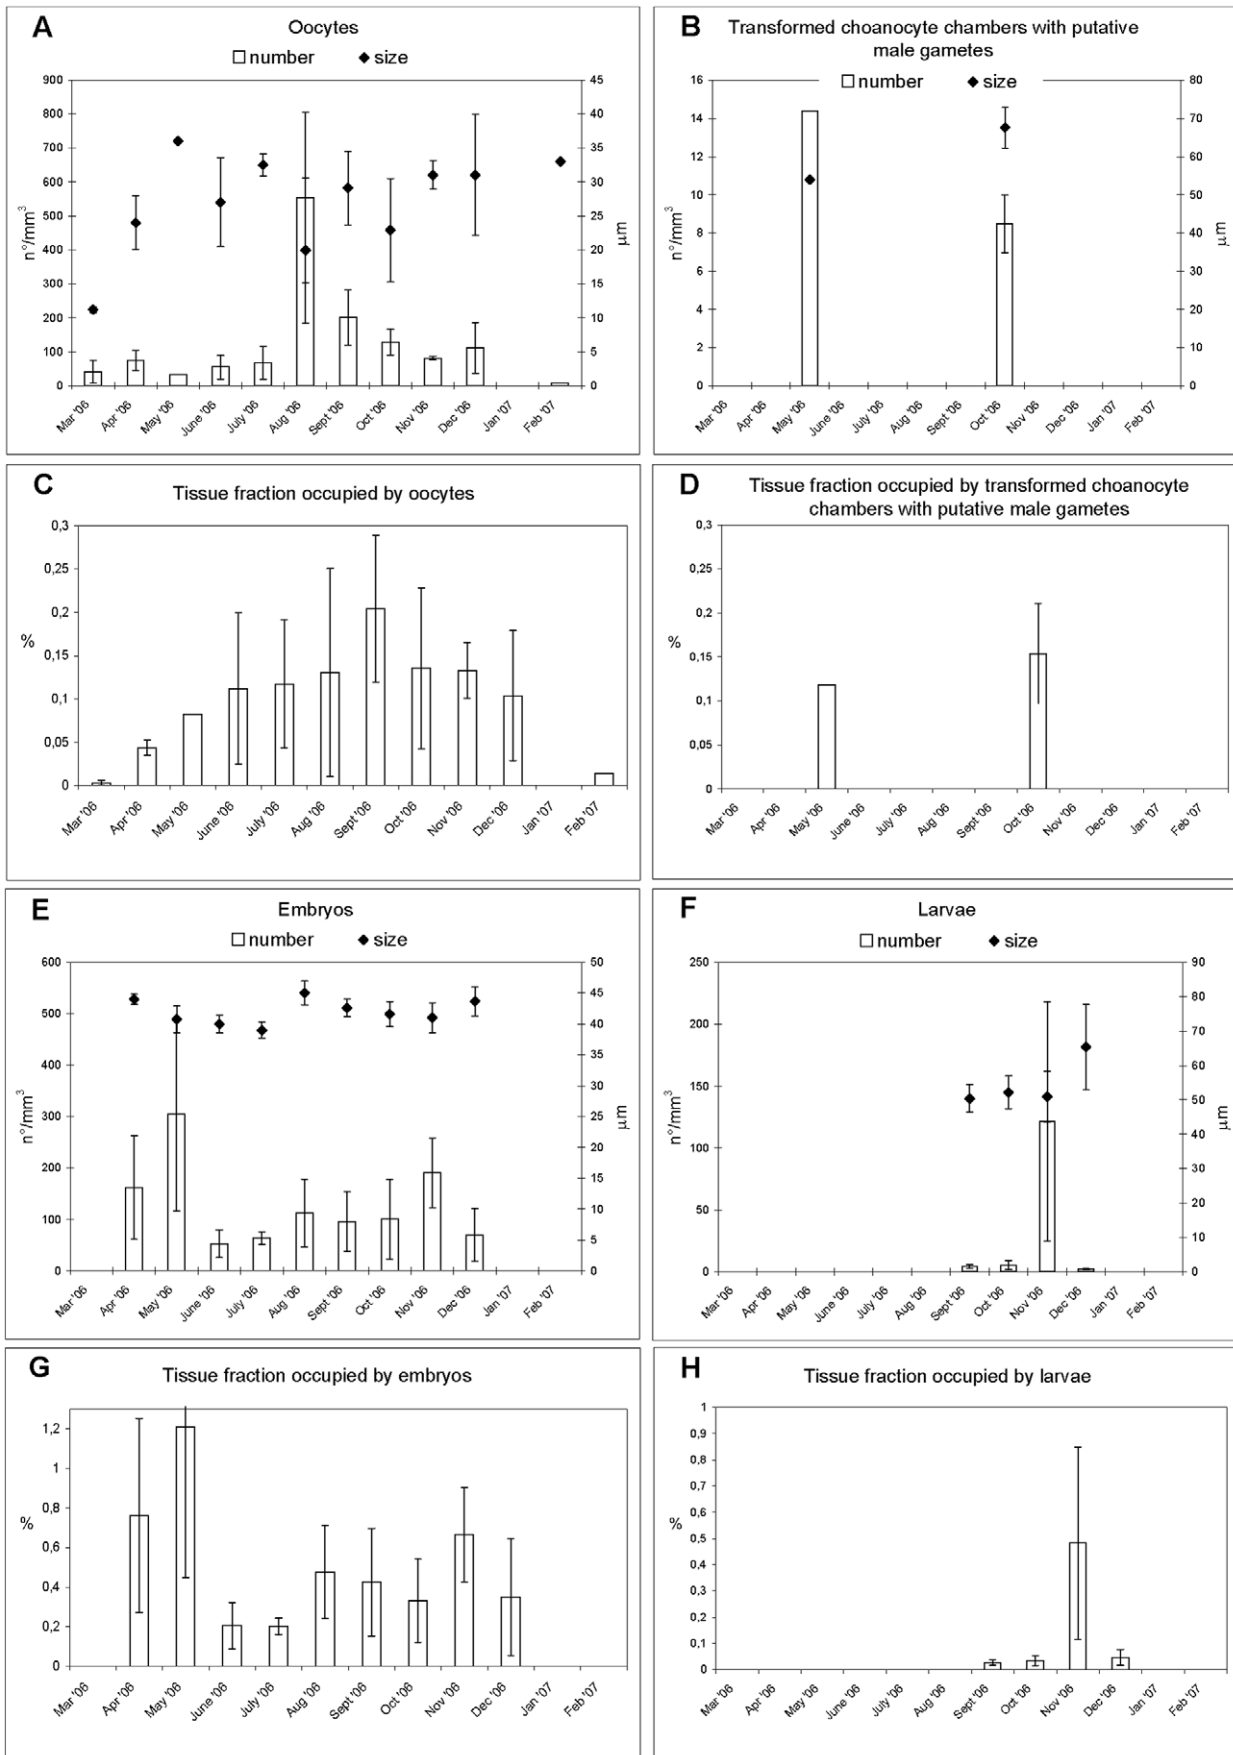 A
Oocytes
number size
900
800
700
600
500
400
300
200
100
0
n°/mm³
45
40
35
30
25
20
15
10
5
0
µm
Mar '06 Apr '06 May '06 June '06 July '06 Aug '06 Sept '06 Oct '06 Nov '06 Dec '06 Jan '07 Feb '07
B
Transformed choanocyte chambers with putative
male gametes
number size
16
14
12
10
8
6
4
2
0
n°/mm³
80
70
60
50
40
30
20
10
0
µm
Mar '06 Apr '06 May '06 June '06 July '06 Aug '06 Sept '06 Oct '06 Nov '06 Dec '06 Jan '07 Feb '07
C
Tissue fraction occupied by oocytes
0,3
0,25
0,2
0,15
0,1
0,05
0
%
Mar '06 Apr '06 May '06 June '06 July '06 Aug '06 Sept '06 Oct '06 Nov '06 Dec '06 Jan '07 Feb '07
D
Tissue fraction occupied by transformed choanocyte
chambers with putative male gametes
0,3
0,25
0,2
0,15
0,1
0,05
0
%
Mar '06 Apr '06 May '06 June '06 July '06 Aug '06 Sept '06 Oct '06 Nov '06 Dec '06 Jan '07 Feb '07
E
Embryos
number size
600
500
400
300
200
100
0
n°/mm³
50
45
40
35
30
25
20
15
10
5
0
µm
Mar '06 Apr '06 May '06 June '06 July '06 Aug '06 Sept '06 Oct '06 Nov '06 Dec '06 Jan '07 Feb '07
F
Larvae
number size
250
200
150
100
50
0
n°/mm³
90
80
70
60
50
40
30
20
10
0
µm
Mar '06 Apr '06 May '06 June '06 July '06 Aug '06 Sept '06 Oct '06 Nov '06 Dec '06 Jan '07 Feb '07
G
Tissue fraction occupied by embryos
1,2
1
0,8
0,6
0,4
0,2
0
%
Mar '06 Apr '06 May '06 June '06 July '06 Aug '06 Sept '06 Oct '06 Nov '06 Dec '06 Jan '07 Feb '07
H
Tissue fraction occupied by larvae
1
0,9
0,8
0,7
0,6
0,5
0,4
0,3
0,2
0,1
0
%
Mar '06 Apr '06 May '06 June '06 July '06 Aug '06 Sept '06 Oct '06 Nov '06 Dec '06 Jan '07 Feb '07